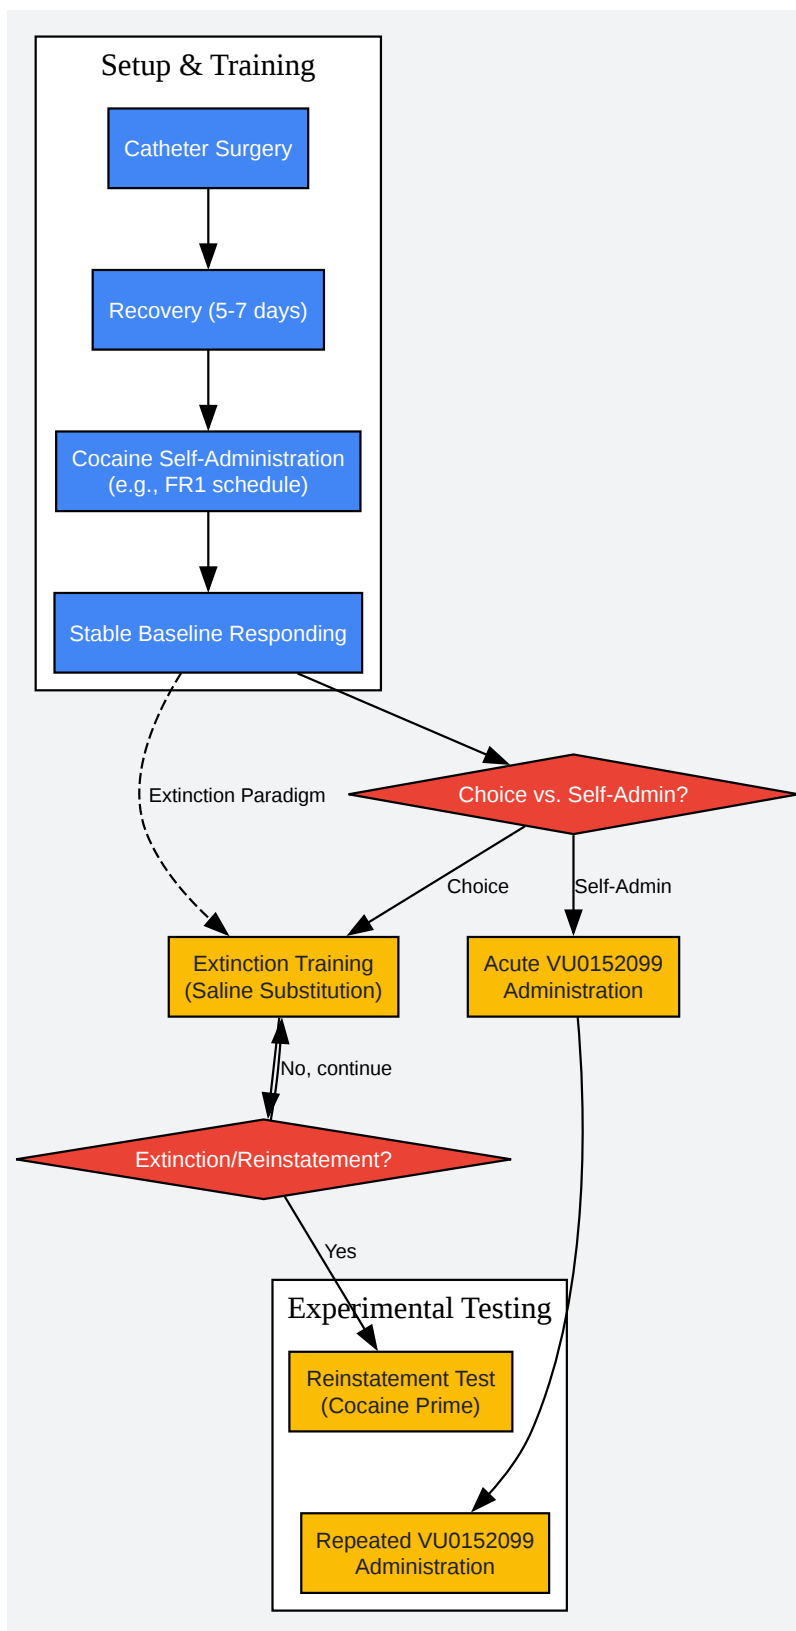 Setup & Training
Catheter Surgery
Recovery (5-7 days)
Cocaine Self-Administration
(e.g., FR1 schedule)
Stable Baseline Responding
Extinction Paradigm
Choice vs. Self-Admin?
Choice
Self-Admin
Extinction Training
(Saline Substitution)
Acute VU0152099
Administration
No, continue
Extinction/Reinstatement?
Yes
Experimental Testing
Reinstatement Test
(Cocaine Prime)
Repeated VU0152099
Administration